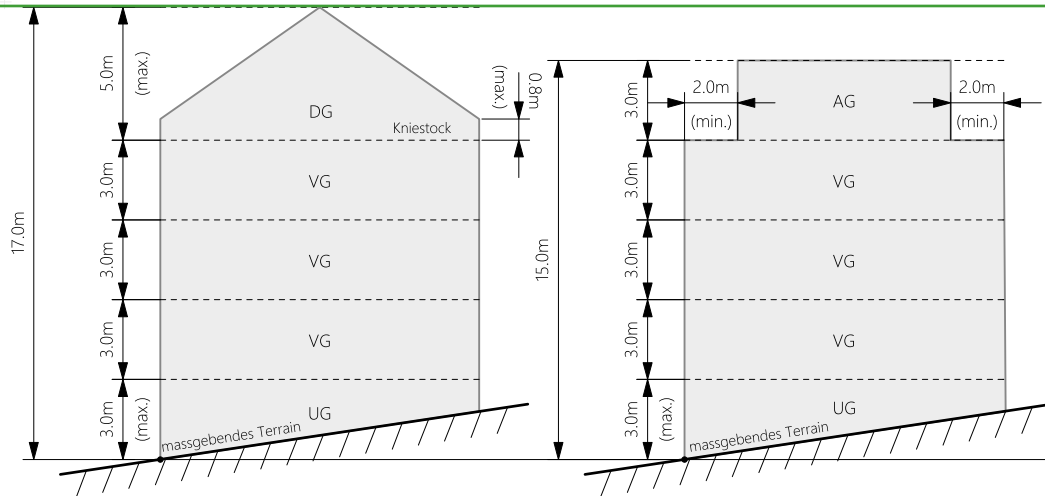 17.0m
5.0m
(max.)
3.0m
3.0m
3.0m
3.0m
(max.)
DG
Kniestock
0.8m
(max.)
VG
VG
VG
UG
massgebendes Terrain
15.0m
3.0m
3.0m
3.0m
3.0m
3.0m
(max.)
2.0m
(min.)
AG
2.0m
(min.)
VG
VG
VG
UG
massgebendes Terrain